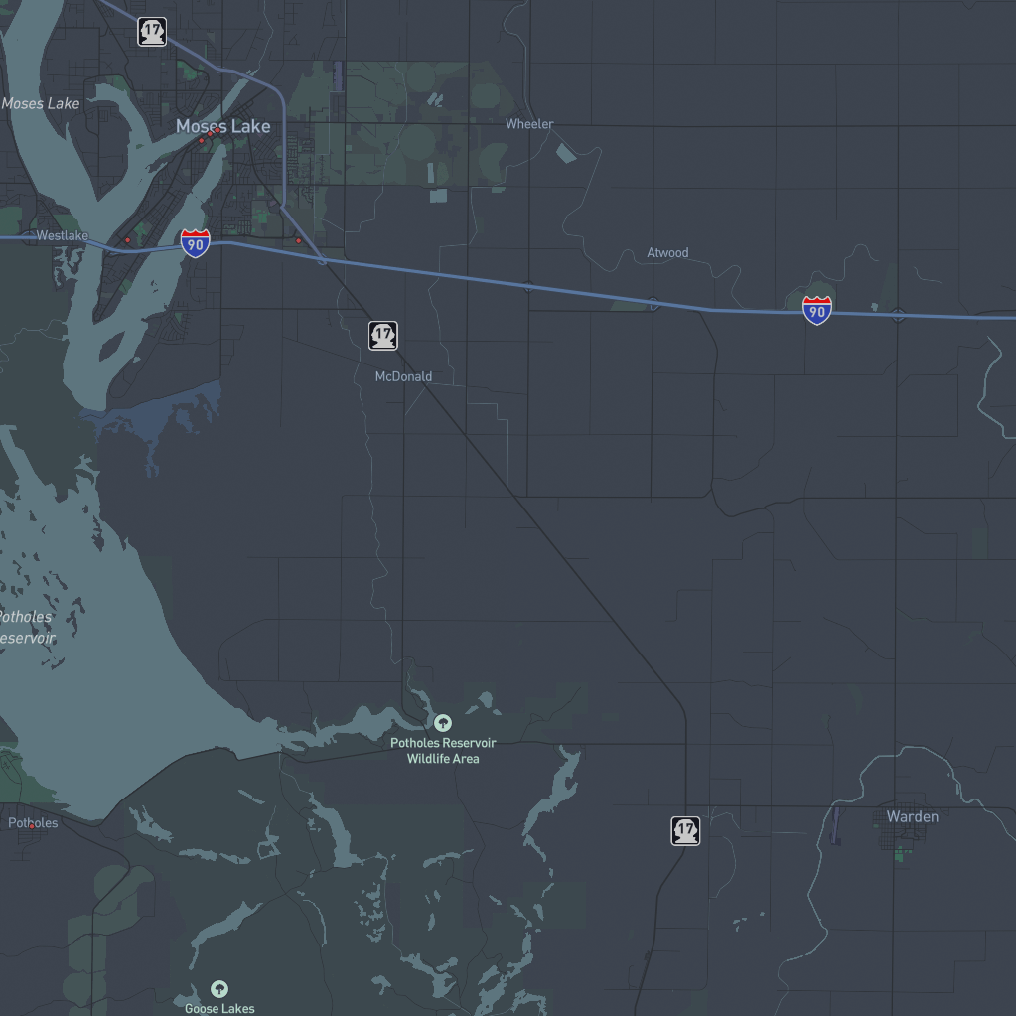 17
Moses Lake
Moses Lake
Wheeler
Westlake
90
Atwood
90
17
McDonald
Potholes
eservoir
Potholes Reservoir
Wildlife Area
Potholes
17
Warden
Goose Lakes